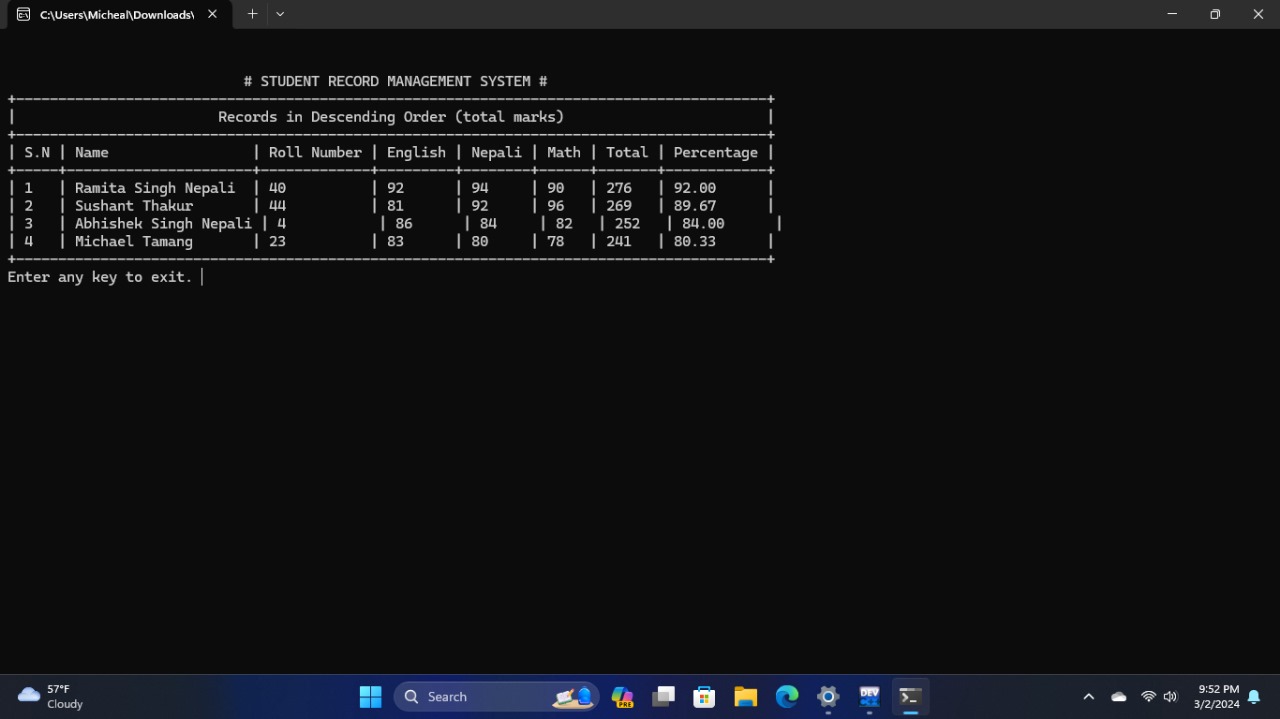 C:\Users\Micheal\Downloads\
# STUDENT RECORD MANAGEMENT SYSTEM #
Records in Descending Order (total marks)
| S.N | Name | Roll Number | English | Nepali | Math | Total | Percentage |
| 1 | Ramita Singh Nepali | 40 | 92 | 94 | 90 | 276 | 92.00 |
| 2 | Sushant Thakur | 44 | 81 | 92 | 96 | 269 | 89.67 |
| 3 | Abhishek Singh Nepali | 4 | 86 | 84 | 82 | 252 | 84.00 |
| 4 | Michael Tamang | 23 | 83 | 80 | 78 | 241 | 80.33 |
Enter any key to exit.
57°F
Cloudy
Search
PRE
DEV
9:52 PM
3/2/2024